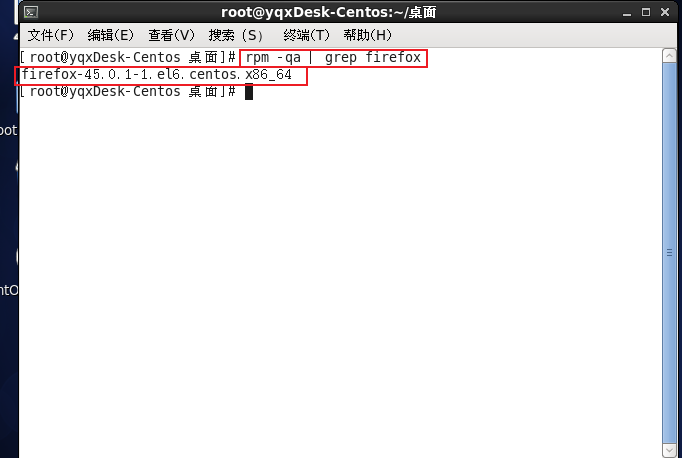 root@yqxDesk-Centos:~/桌面
文件(F) 编辑(E) 查看(V) 搜索 (S) 终端(T) 帮助(H)
[root@yqxDesk-Centos 桌面]# rpm -qa | grep firefox
firefox-45.0.1-1.el6.centos.x86_64
[root@yqxDesk-Centos 桌面]#